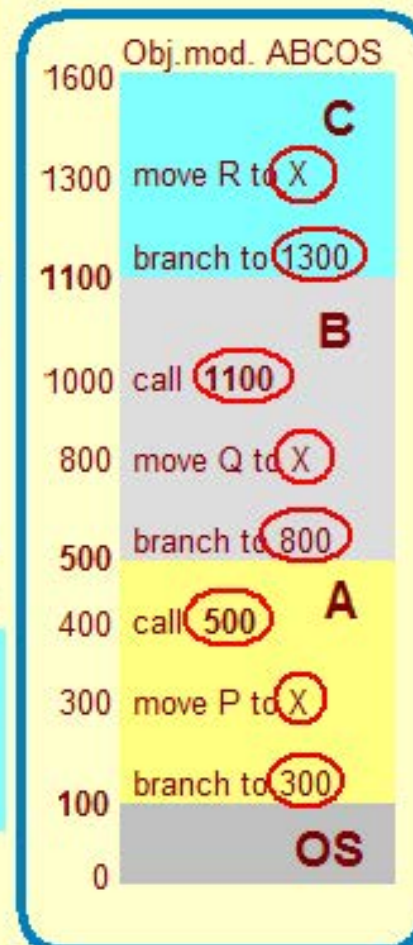 Obj.mod. ABCOS
1600
C
1300 move R to X
branch to 1300
1100
B
1000 call 1100
800 move Q to X
branch to 800
500
A
400 call 500
300 move P to X
branch to 300
100
OS
0